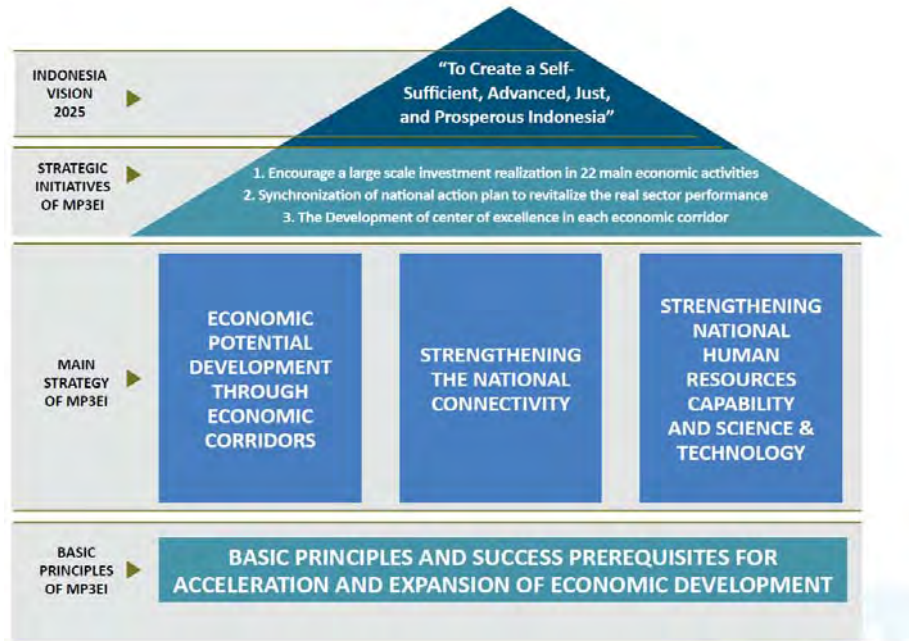 INDONESIA
VISION
2025
“To Create a Self-
Sufficient, Advanced, Just,
and Prosperous Indonesia”
STRATEGIC
INITIATIVES
OF MP3EI
1. Encourage a large scale investment realization in 22 main economic activities
2. Synchronization of national action plan to revitalize the real sector performance
3. The Development of center of excellence in each economic corridor
MAIN
STRATEGY
OF MP3EI
ECONOMIC
POTENTIAL
DEVELOPMENT
THROUGH
ECONOMIC
CORRIDORS
STRENGTHENING
THE NATIONAL
CONNECTIVITY
STRENGTHENING
NATIONAL
HUMAN
RESOURCES
CAPABILITY
AND SCIENCE &
TECHNOLOGY
BASIC
PRINCIPLES
OF MP3EI
BASIC PRINCIPLES AND SUCCESS PREREQUISITES FOR
ACCELERATION AND EXPANSION OF ECONOMIC DEVELOPMENT